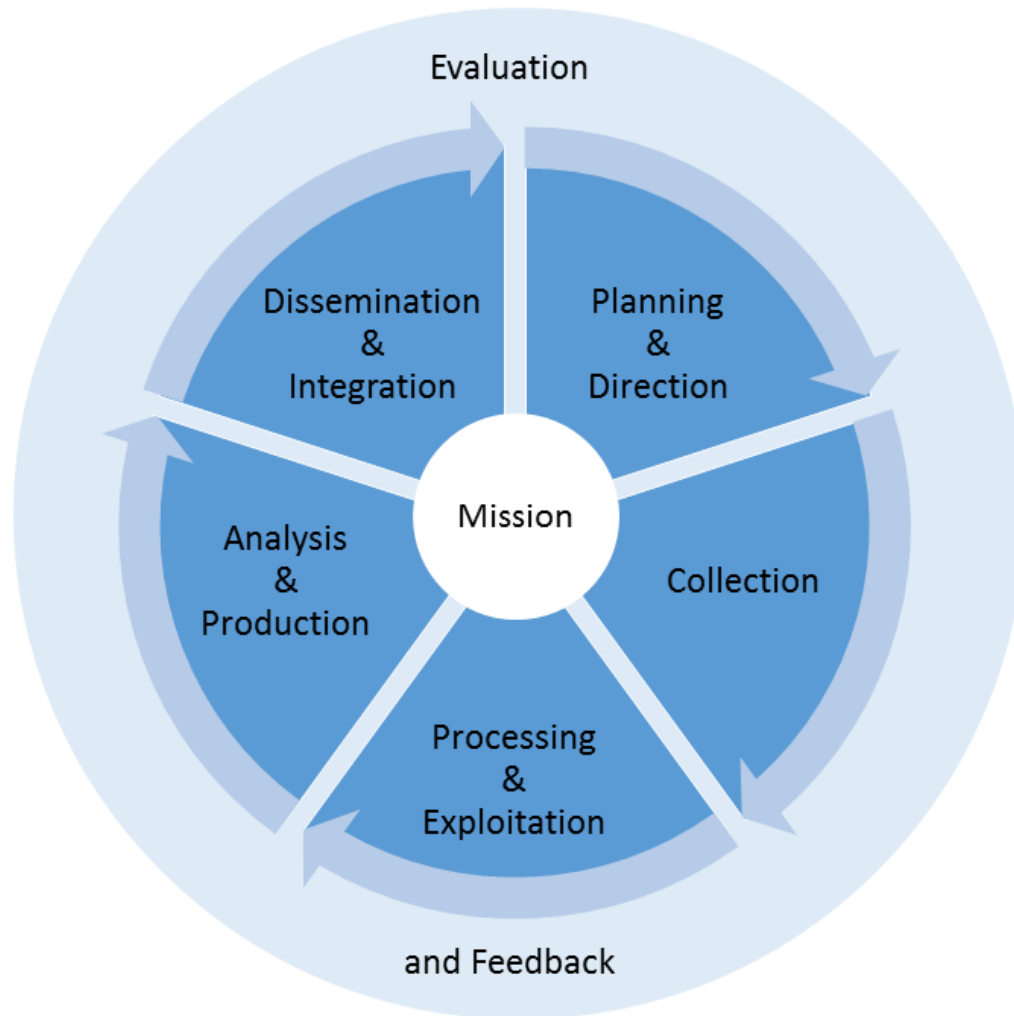 Evaluation
Dissemination
&
Integration
Planning
&
Direction
Mission
Analysis
&
Production
Collection
Processing
&
Exploitation
and Feedback